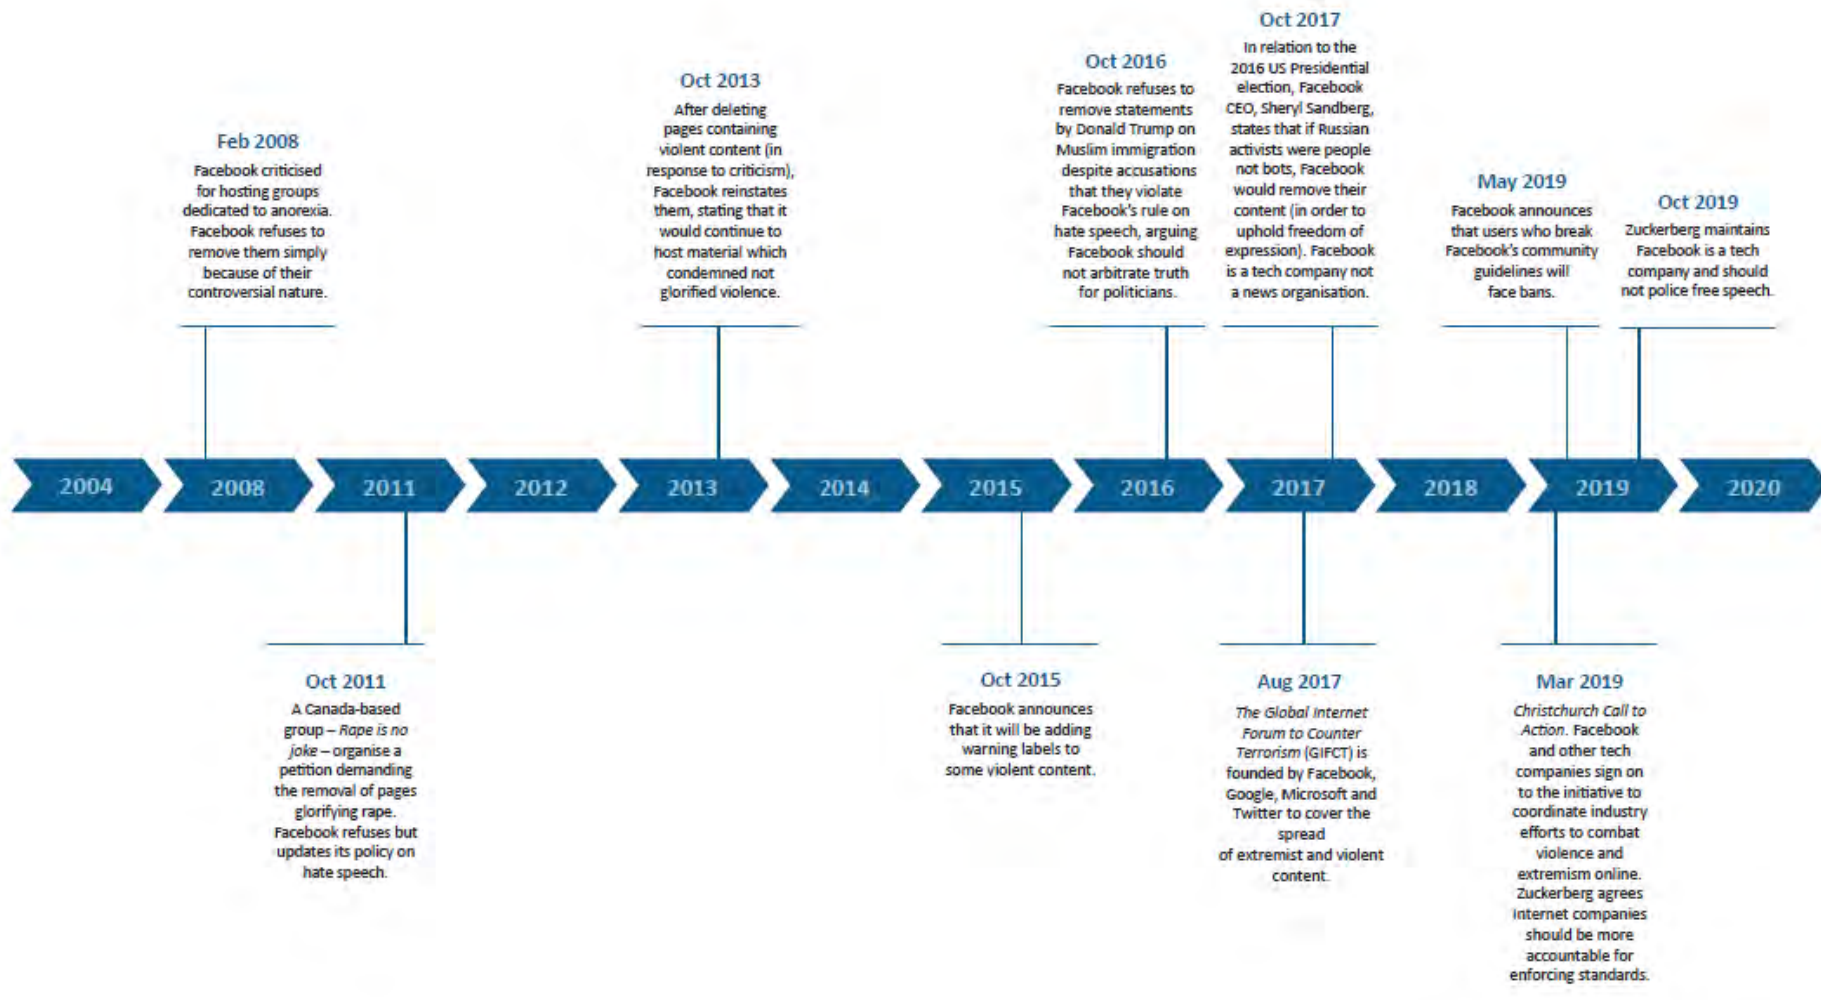 Feb 2008
Facebook criticised
for hosting groups
dedicated to anorexia.
Facebook refuses to
remove them simply
because of their
controversial nature.
Oct 2013
After deleting
pages containing
violent content (in
response to criticism),
Facebook reinstates
them, stating that it
would continue to
host material which
condemned not
glorified violence.
Oct 2016
Facebook refuses to
remove statements
by Donald Trump on
Muslim immigration
despite accusations
that they violate
Facebook's rule on
hate speech, arguing
Facebook should
not arbitrate truth
for politicians.
Oct 2017
In relation to the
2016 US Presidential
election, Facebook
CEO, Sheryl Sandberg,
states that if Russian
activists were people
not bots, Facebook
would remove their
content (in order to
uphold freedom of
expression). Facebook
is a tech company not
a news organisation.
May 2019
Facebook announces
that users who break
Facebook's community
guidelines will
face bans.
Oct 2019
Zuckerberg maintains
Facebook is a tech
company and should
not police free speech.
2004
2008
2011
2012
2013
2014
2015
2016
2017
2018
2019
2020
Oct 2011
A Canada-based
group – Rape is no
joke – organise a
petition demanding
the removal of pages
glorifying rape.
Facebook refuses but
updates its policy on
hate speech.
Oct 2015
Facebook announces
that it will be adding
warning labels to
some violent content.
Aug 2017
The Global Internet
Forum to Counter
Terrorism (GIFCT) is
founded by Facebook,
Google, Microsoft and
Twitter to cover the
spread
of extremist and violent
content.
Mar 2019
Christchurch Call to
Action. Facebook
and other tech
companies sign on
to the initiative to
coordinate industry
efforts to combat
violence and
extremism online.
Zuckerberg agrees
Internet companies
should be more
accountable for
enforcing standards.